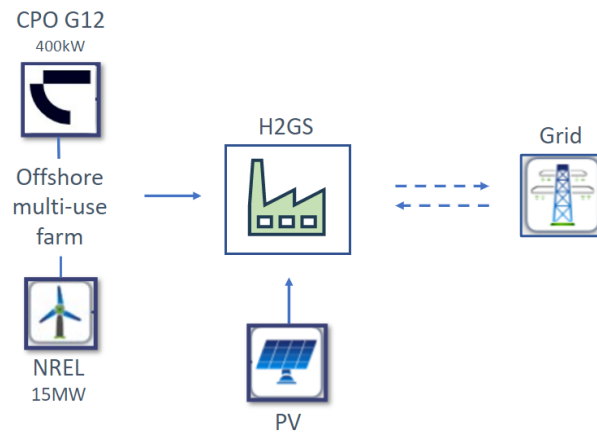 CPO G12
400kW
Offshore
multi-use
farm
NREL
15MW
H2GS
PV
Grid